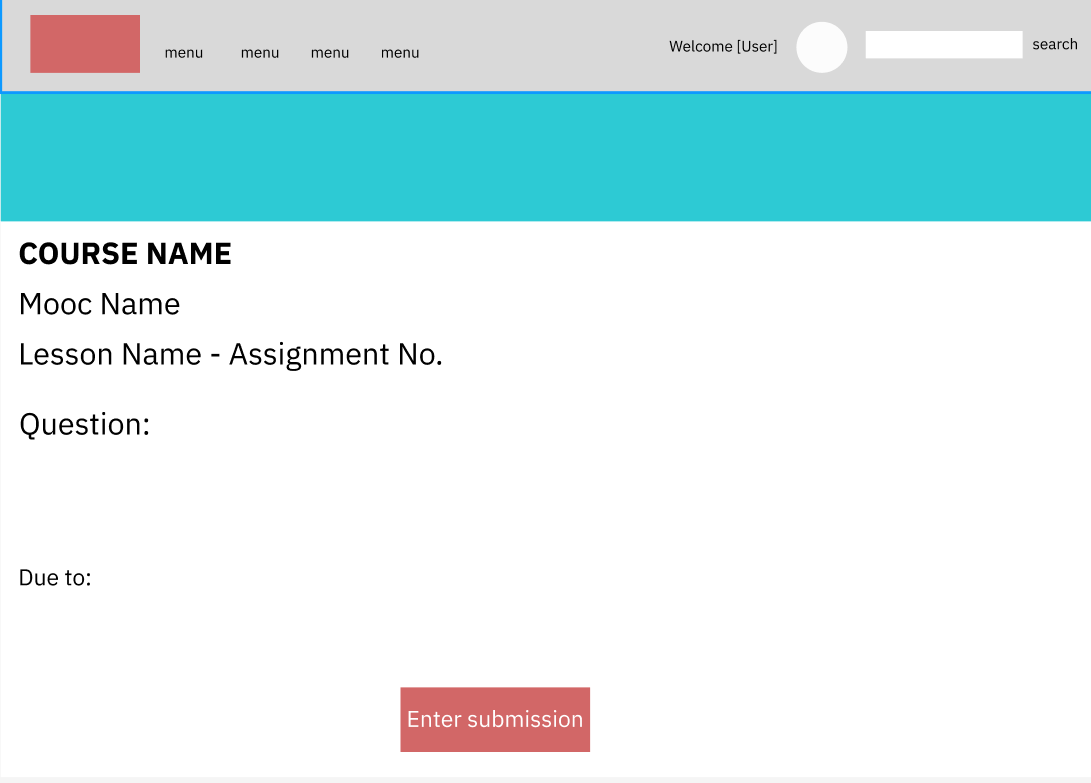 menu menu menu menu Welcome [User] search
COURSE NAME
Mooc Name
Lesson Name - Assignment No.
Question:
Due to:
Enter submission